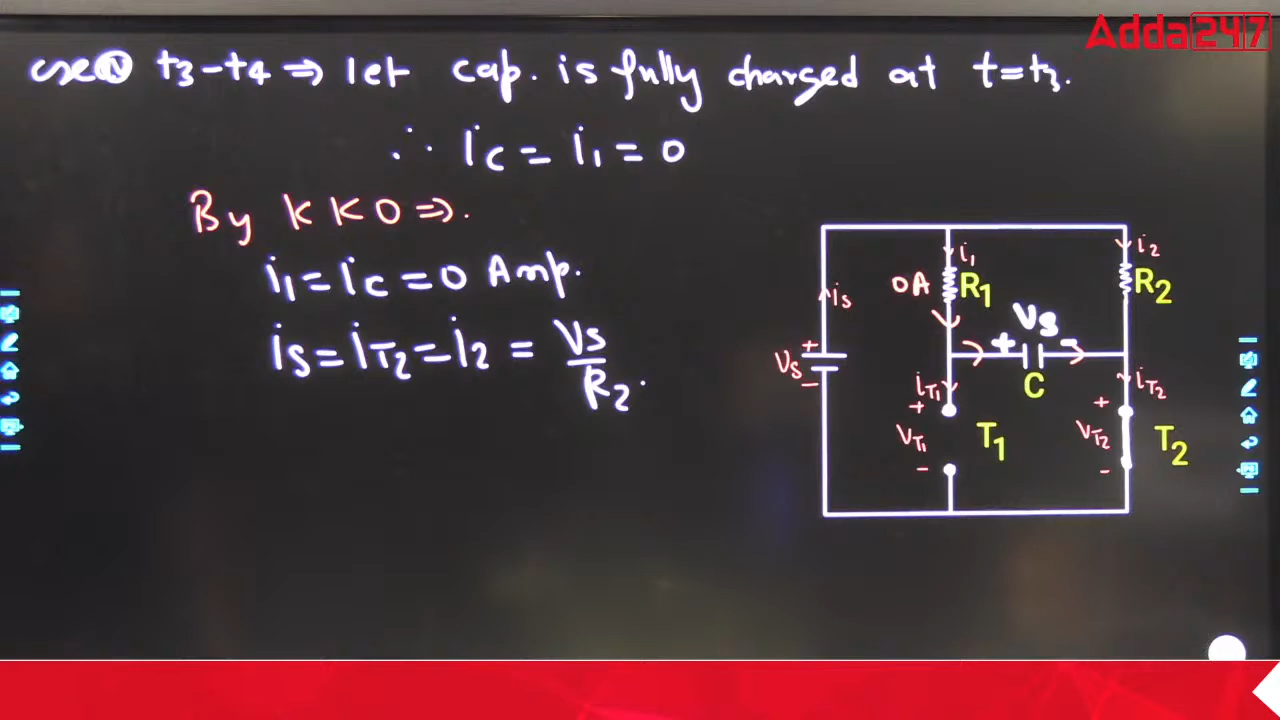 Adda247
case IV t3-t4 ⇒ let cap. is fully charged at t=t3.
∴ ic = i1 = 0
By KKO ⇒.
i1 = ic = 0 Amp.
is = iT2 = i2 = Vs/R2.
is
Vs
+
-
i1
0A
R1
i2
R2
Vs
+ -
C
iT1
+
VT1
-
T1
iT2
+
VT2
-
T2